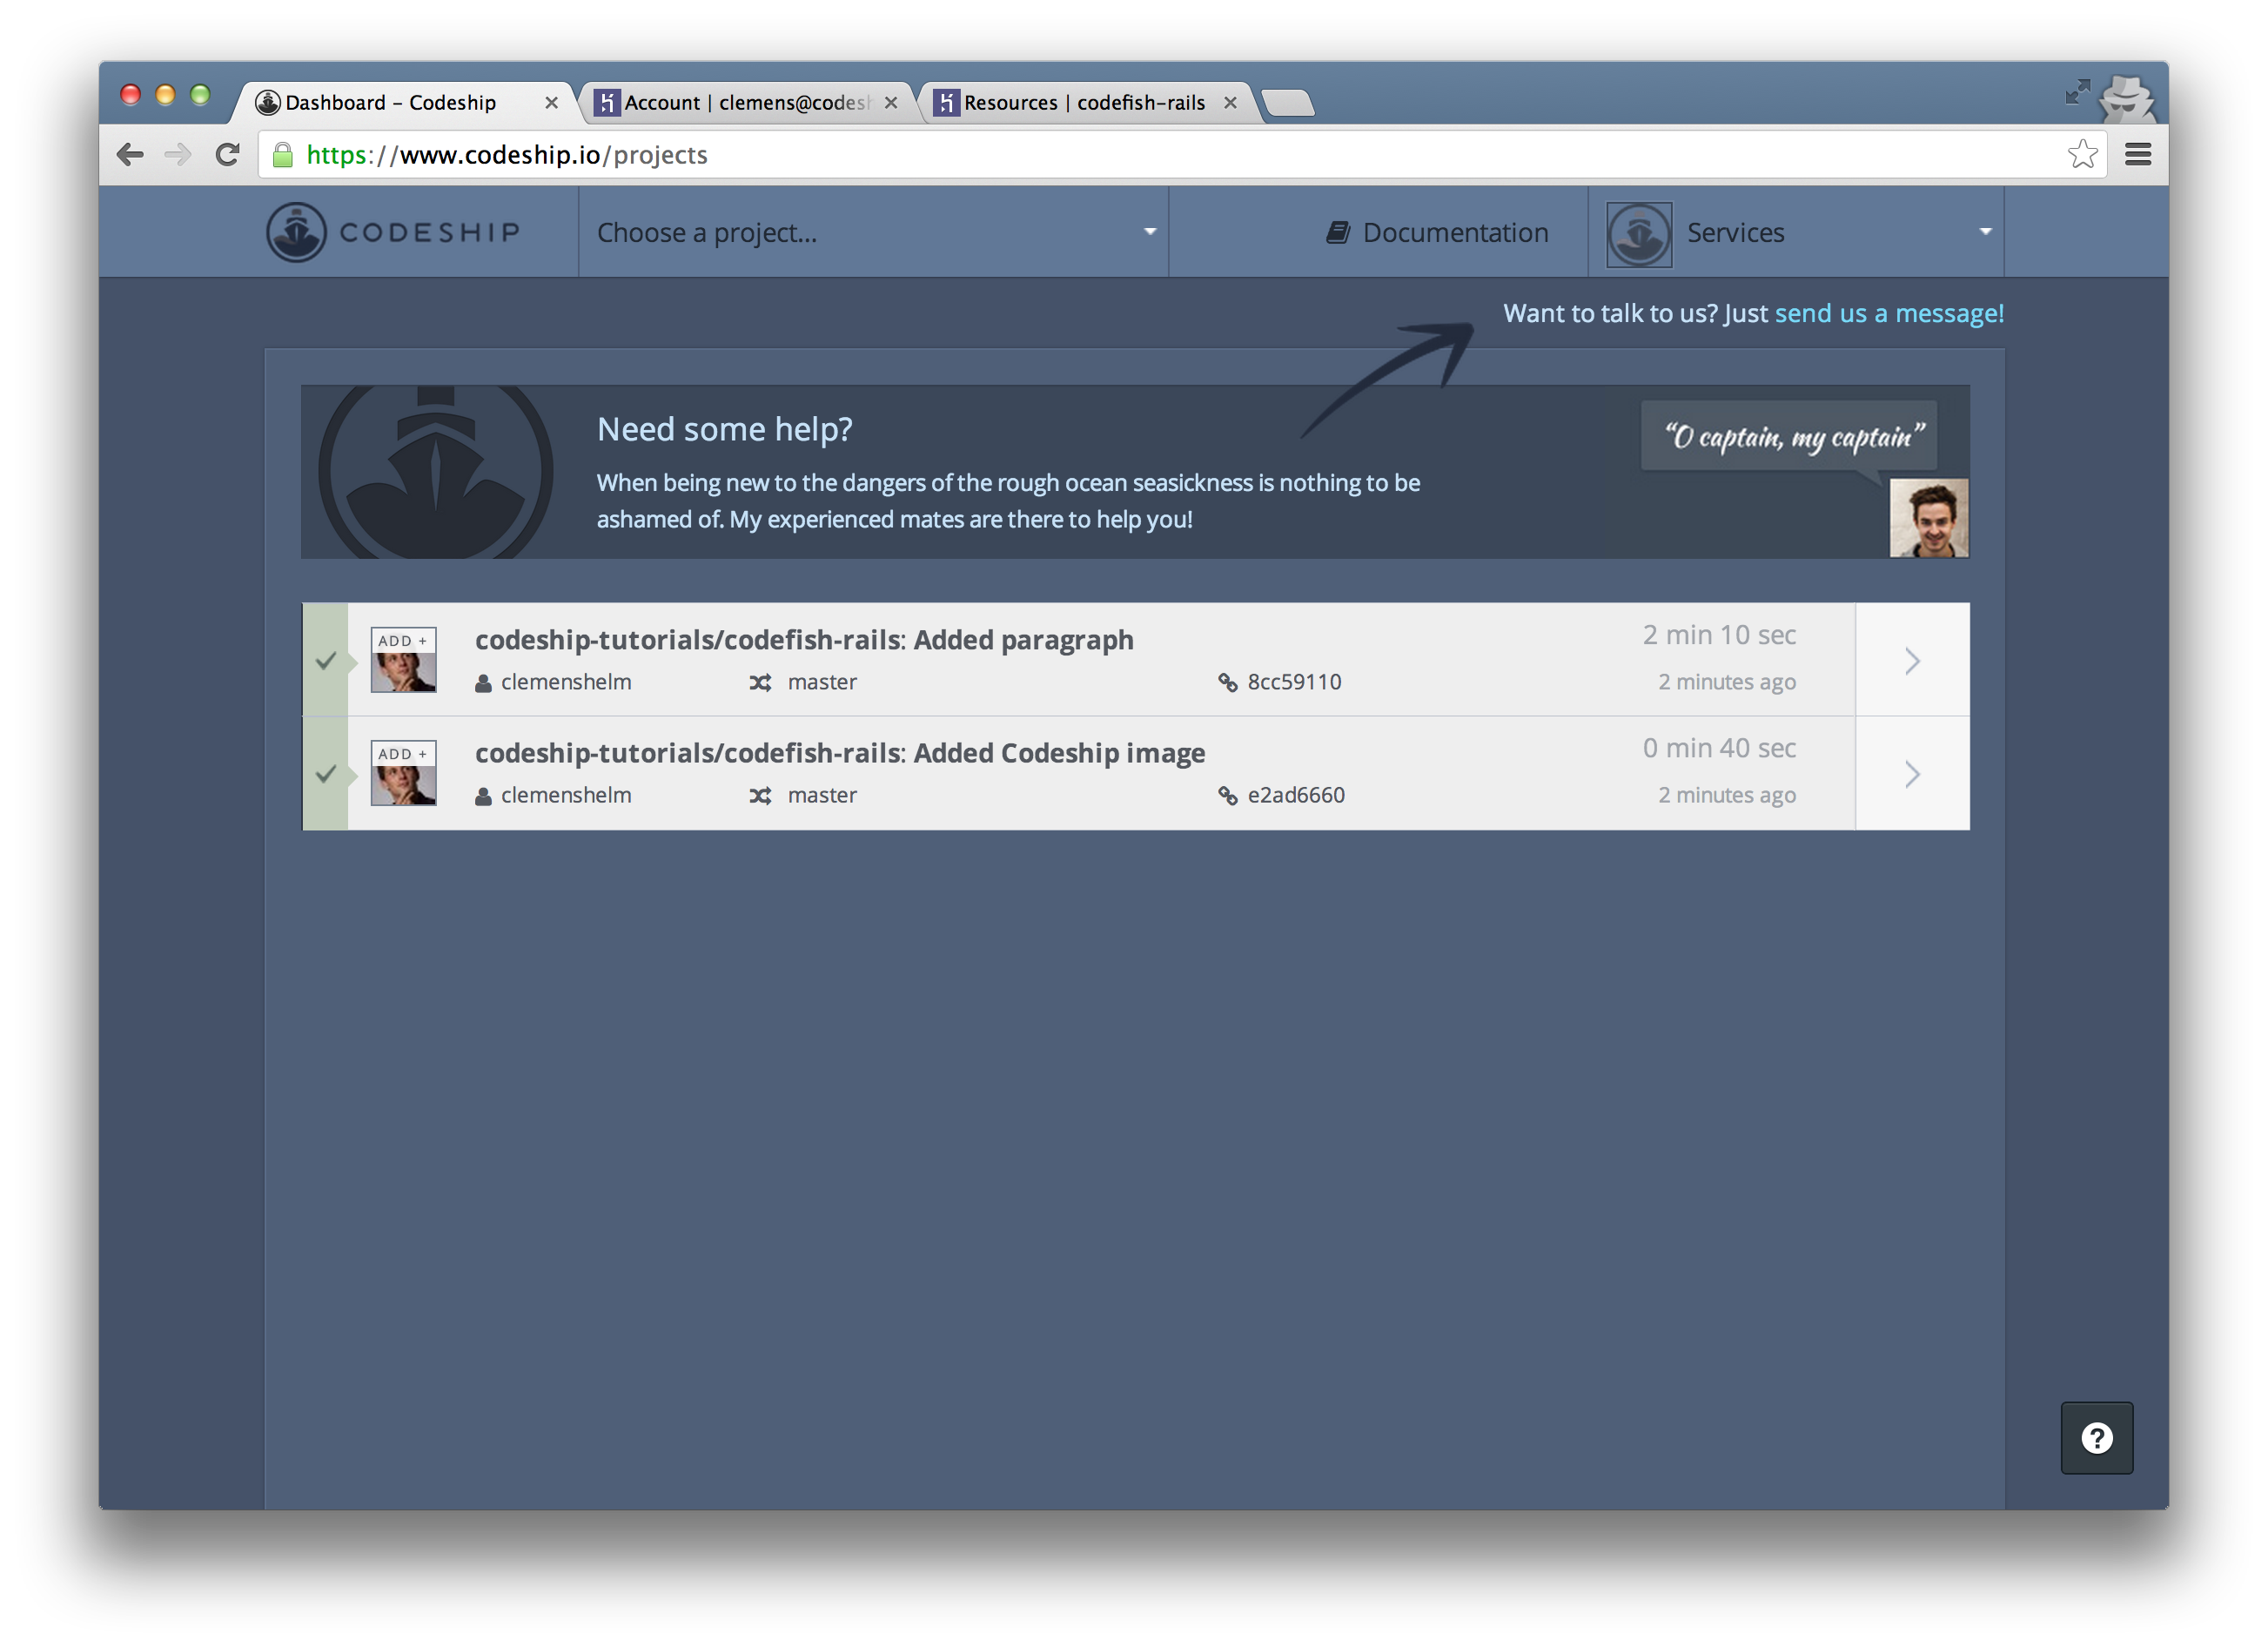 Dashboard – Codeship
Account | clemens@codesh
Resources | codefish-rails
https://www.codeship.io/projects
CODESHIP
Choose a project...
Documentation
Services
Want to talk to us? Just send us a message!
Need some help?
When being new to the dangers of the rough ocean seasickness is nothing to be
ashamed of. My experienced mates are there to help you!
“O captain, my captain”
ADD +
codeship-tutorials/codefish-rails: Added paragraph
2 min 10 sec
clemenshelm
master
8cc59110
2 minutes ago
ADD +
codeship-tutorials/codefish-rails: Added Codeship image
0 min 40 sec
clemenshelm
master
e2ad6660
2 minutes ago
?